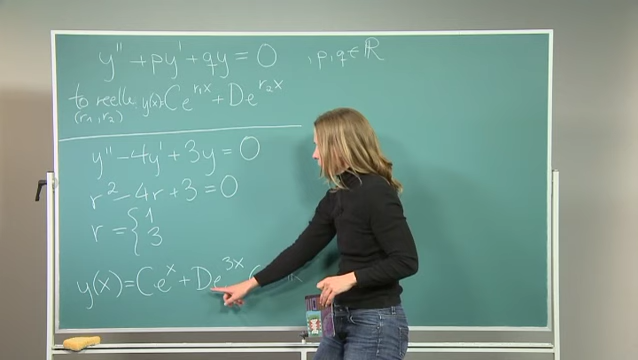 y'' + py' + qy = 0 , p, q ∈ ℝ
to reelle y(x) = Ce^{r₁x} + De^{r₂x}
(r₁, r₂)
y'' - 4y' + 3y = 0
r² - 4r + 3 = 0
r = { 1
3
y(x) = Ce^x + De^{3x}